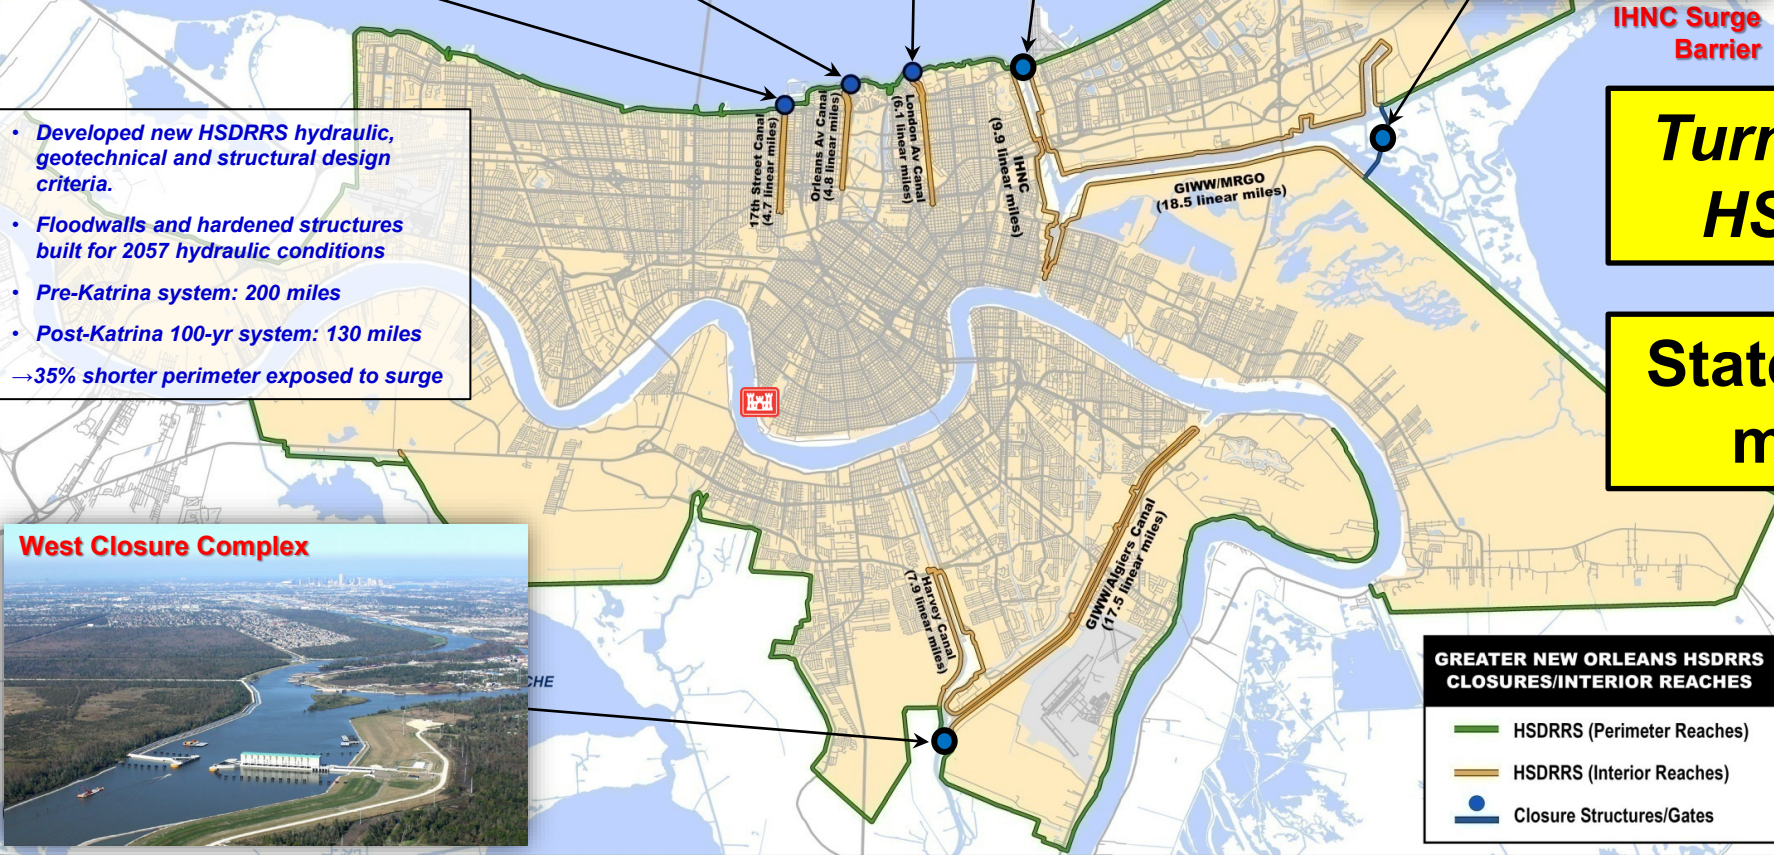 IHNC Surge
Barrier
• Developed new HSDRRS hydraulic,
geotechnical and structural design
criteria.
• Floodwalls and hardened structures
built for 2057 hydraulic conditions
• Pre-Katrina system: 200 miles
• Post-Katrina 100-yr system: 130 miles
→35% shorter perimeter exposed to surge
17th Street Canal
(4.7 linear miles)
Orleans Av Canal
(4.8 linear miles)
London Av Canal
(6.1 linear miles)
IHNC
(9.9 linear miles)
GIWW/MRGO
(18.5 linear miles)
Turn
HS
State
m
West Closure Complex
CHE
Harvey Canal
(7.9 linear miles)
GIWW/Algiers Canal
(17.5 linear miles)
GREATER NEW ORLEANS HSDRRS
CLOSURES/INTERIOR REACHES
HSDRRS (Perimeter Reaches)
HSDRRS (Interior Reaches)
Closure Structures/Gates